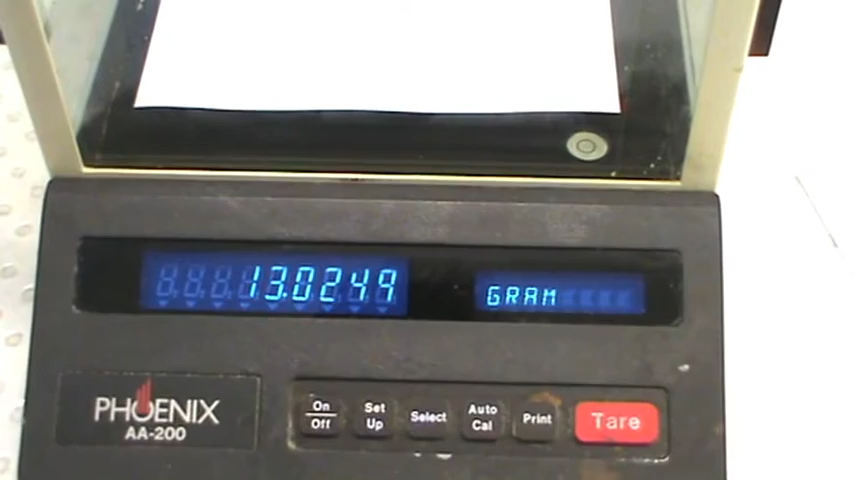 13.0249
GRAM
PHOENIX
AA-200
On
Off
Set
Up
Select
Auto
Cal
Print
Tare